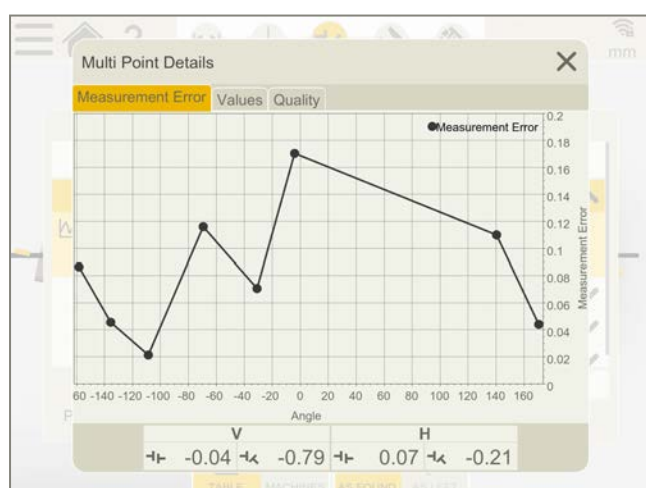 ?
mm
Multi Point Details
Measurement Error Values Quality
Measurement Error
0.2
0.18
0.16
0.14
0.12
0.1
0.08
0.06
0.04
0.02
0
Measurement Error
60 -140 -120 -100 -80 -60 -40 -20 0 20 40 60 80 100 120 140 160
Angle
P
V H
-0.04 -0.79 0.07 -0.21
TABLE MACHINER AS FOUND AS LEFT